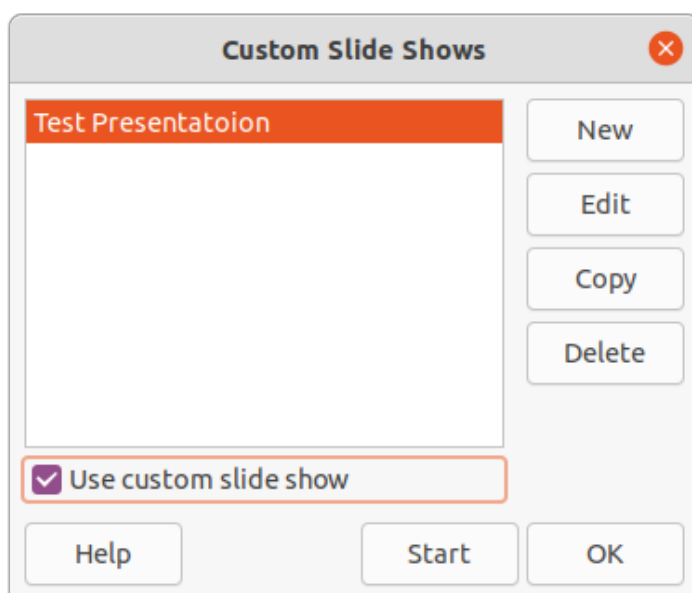 Custom Slide Shows
Test Presentatoion
New
Edit
Copy
Delete
Use custom slide show
Help
Start
OK